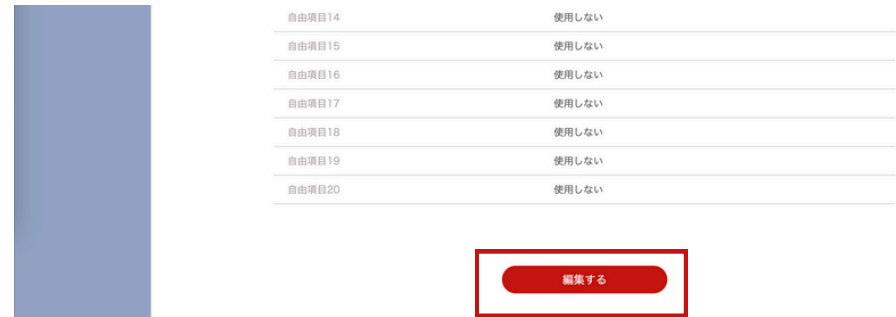 自由項目14 使用しない
自由項目15 使用しない
自由項目16 使用しない
自由項目17 使用しない
自由項目18 使用しない
自由項目19 使用しない
自由項目20 使用しない
編集する